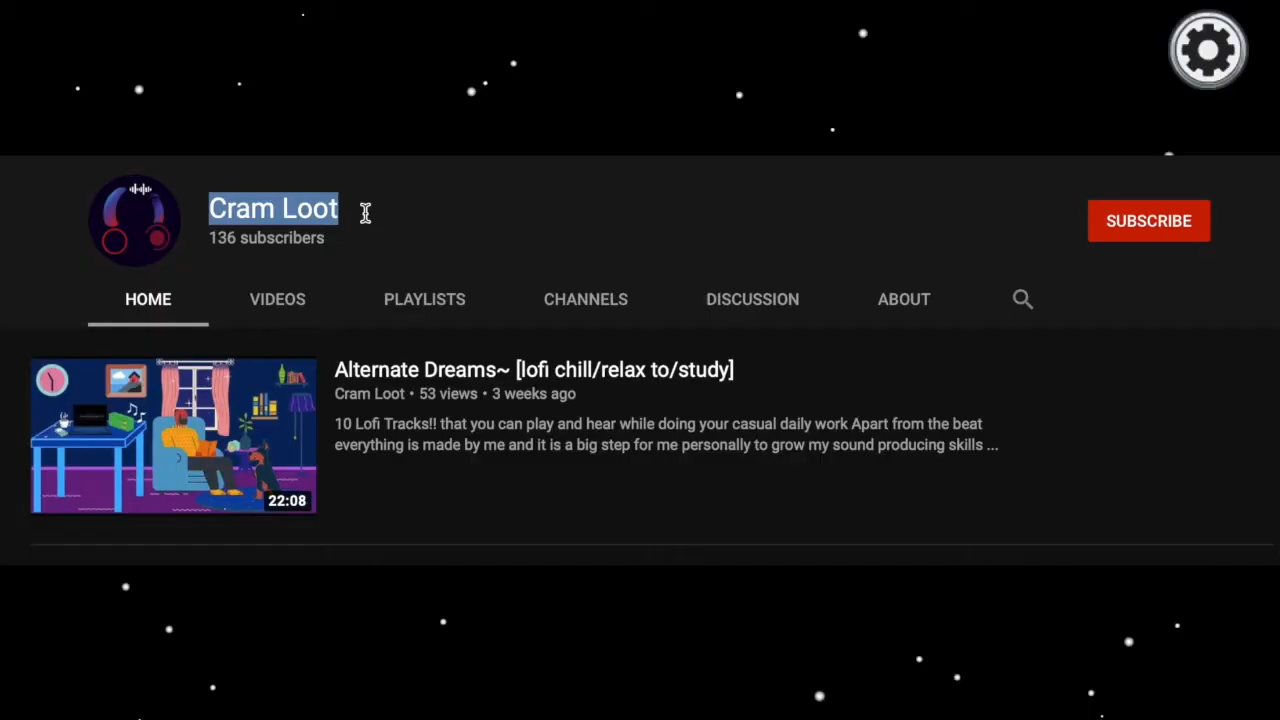 Cram Loot
136 subscribers
SUBSCRIBE
HOME VIDEOS PLAYLISTS CHANNELS DISCUSSION ABOUT
Alternate Dreams~ [lofi chill/relax to/study]
Cram Loot • 53 views • 3 weeks ago
10 Lofi Tracks!! that you can play and hear while doing your casual daily work Apart from the beat
everything is made by me and it is a big step for me personally to grow my sound producing skills ...
22:08